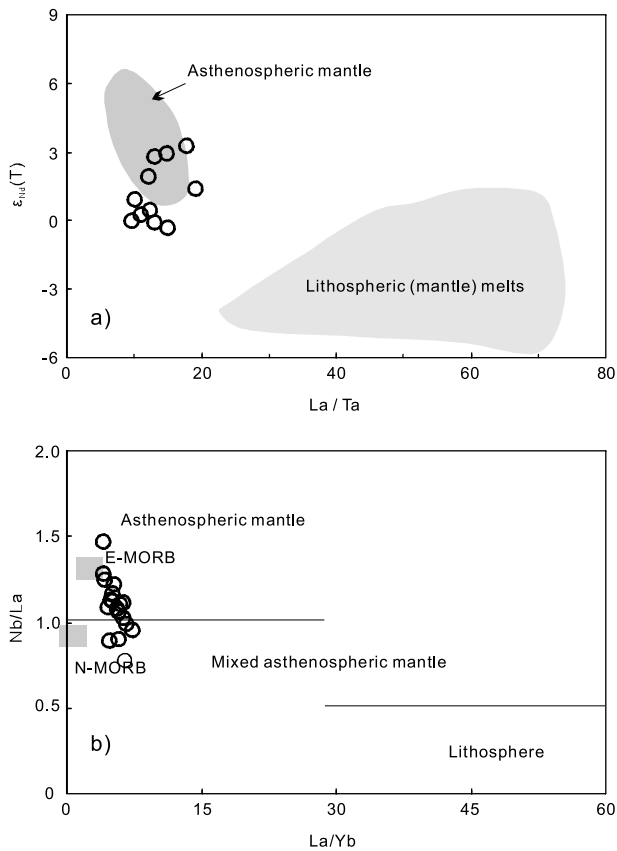 9
Asthenospheric mantle
6
3
εNd(T)
0
Lithospheric (mantle) melts
-3
a)
-6
0 20 40 60 80
La / Ta
2.0
Asthenospheric mantle
1.5
E-MORB
Nb/La
1.0
Mixed asthenospheric mantle
N-MORB
0.5
b)
Lithosphere
0.0
0 15 30 45 60
La/Yb